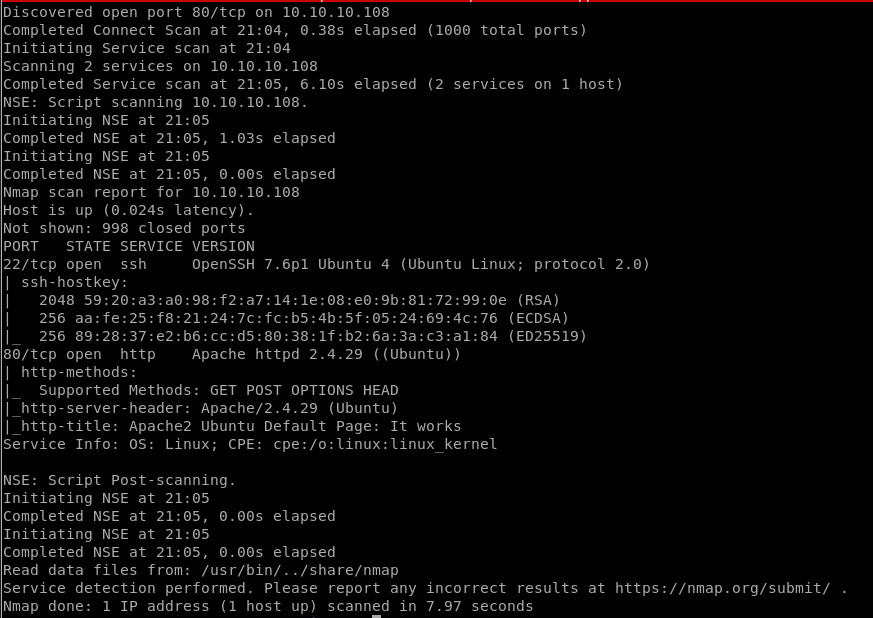 Discovered open port 80/tcp on 10.10.10.108
Completed Connect Scan at 21:04, 0.38s elapsed (1000 total ports)
Initiating Service scan at 21:04
Scanning 2 services on 10.10.10.108
Completed Service scan at 21:05, 6.10s elapsed (2 services on 1 host)
NSE: Script scanning 10.10.10.108.
Initiating NSE at 21:05
Completed NSE at 21:05, 1.03s elapsed
Initiating NSE at 21:05
Completed NSE at 21:05, 0.00s elapsed
Nmap scan report for 10.10.10.108
Host is up (0.024s latency).
Not shown: 998 closed ports
PORT   STATE SERVICE VERSION
22/tcp open  ssh     OpenSSH 7.6p1 Ubuntu 4 (Ubuntu Linux; protocol 2.0)
| ssh-hostkey:
|   2048 59:20:a3:a0:98:f2:a7:14:1e:08:e0:9b:81:72:99:0e (RSA)
|   256 aa:fe:25:f8:21:24:7c:fc:b5:4b:5f:05:24:69:4c:76 (ECDSA)
|_  256 89:28:37:e2:b6:cc:d5:80:38:1f:b2:6a:3a:c3:a1:84 (ED25519)
80/tcp open  http    Apache httpd 2.4.29 ((Ubuntu))
| http-methods:
|_  Supported Methods: GET POST OPTIONS HEAD
|_http-server-header: Apache/2.4.29 (Ubuntu)
|_http-title: Apache2 Ubuntu Default Page: It works
Service Info: OS: Linux; CPE: cpe:/o:linux:linux_kernel
NSE: Script Post-scanning.
Initiating NSE at 21:05
Completed NSE at 21:05, 0.00s elapsed
Initiating NSE at 21:05
Completed NSE at 21:05, 0.00s elapsed
Read data files from: /usr/bin/../share/nmap
Service detection performed. Please report any incorrect results at https://nmap.org/submit/ .
Nmap done: 1 IP address (1 host up) scanned in 7.97 seconds